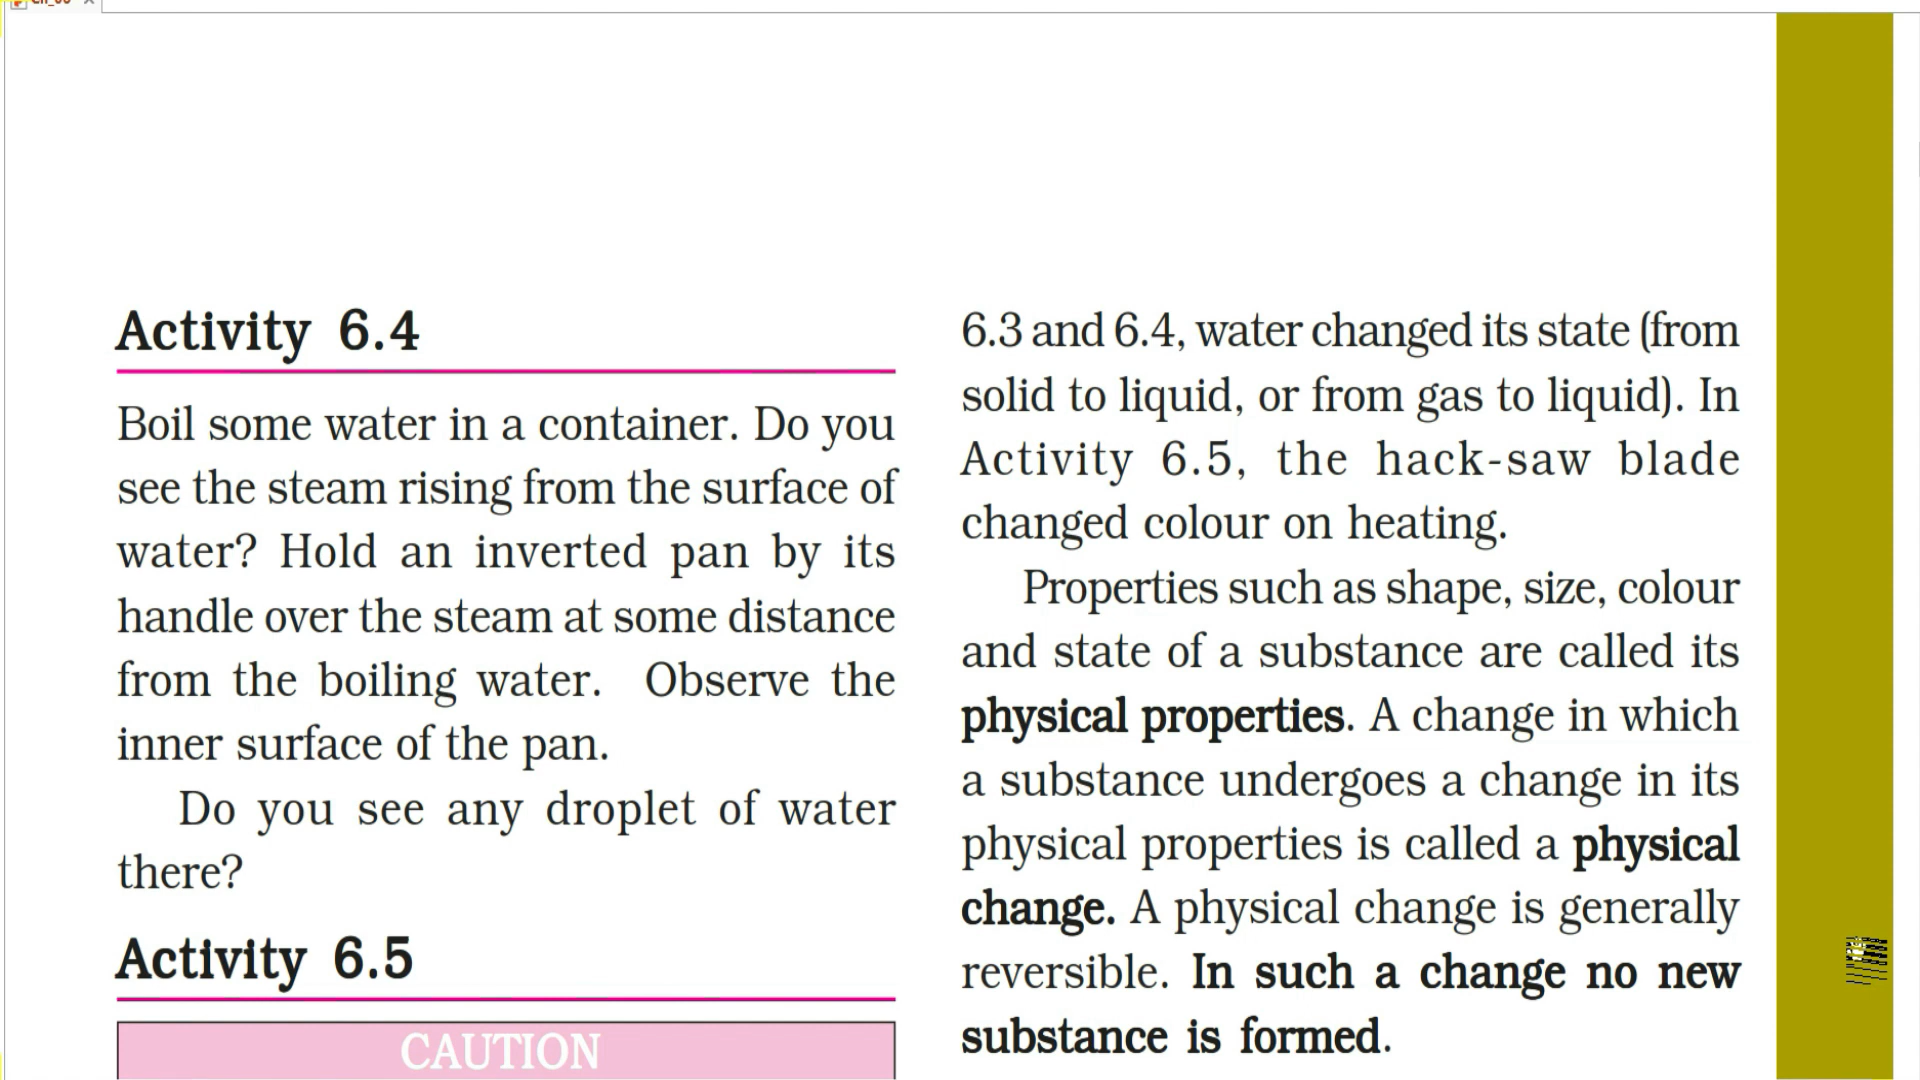 Activity 6.4
Boil some water in a container. Do you
see the steam rising from the surface of
water? Hold an inverted pan by its
handle over the steam at some distance
from the boiling water. Observe the
inner surface of the pan.
Do you see any droplet of water
there?
Activity 6.5
CAUTION
6.3 and 6.4, water changed its state (from
solid to liquid, or from gas to liquid). In
Activity 6.5, the hack-saw blade
changed colour on heating.
Properties such as shape, size, colour
and state of a substance are called its
physical properties. A change in which
a substance undergoes a change in its
physical properties is called a physical
change. A physical change is generally
reversible. In such a change no new
substance is formed.